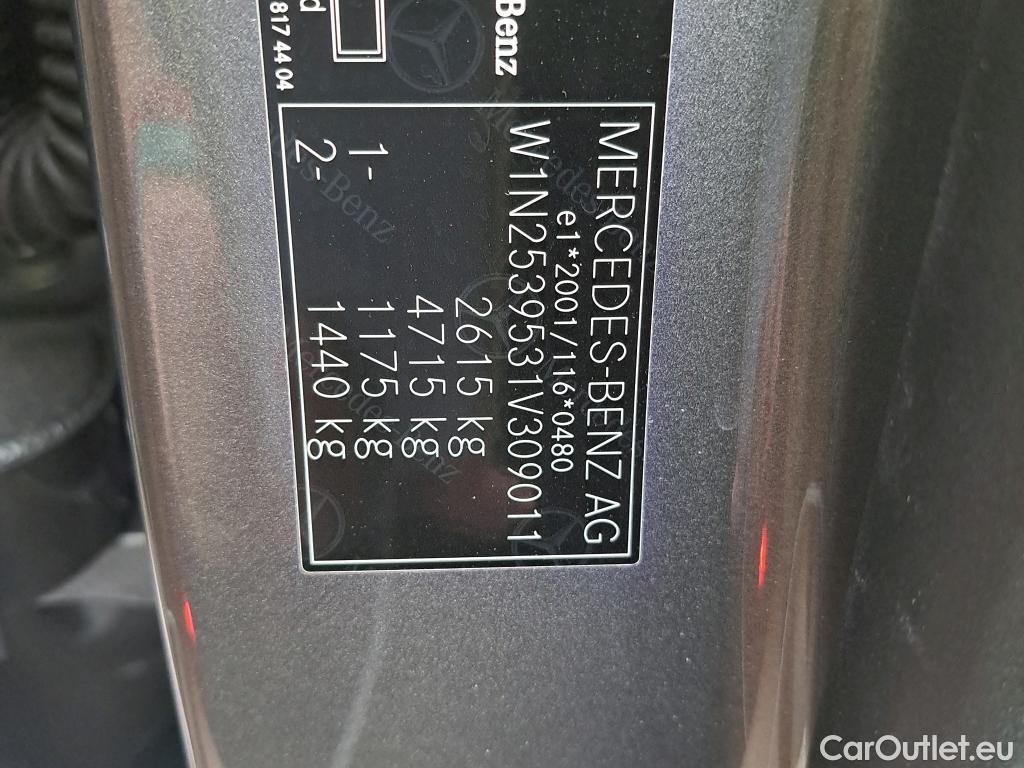 Benz
d
817 44 04
MERCEDES-BENZ AG
e1*2001/116*0480
W1N2539531V309011
2615 kg
4715 kg
1- 1175 kg
2- 1440 kg
CarOutlet.eu